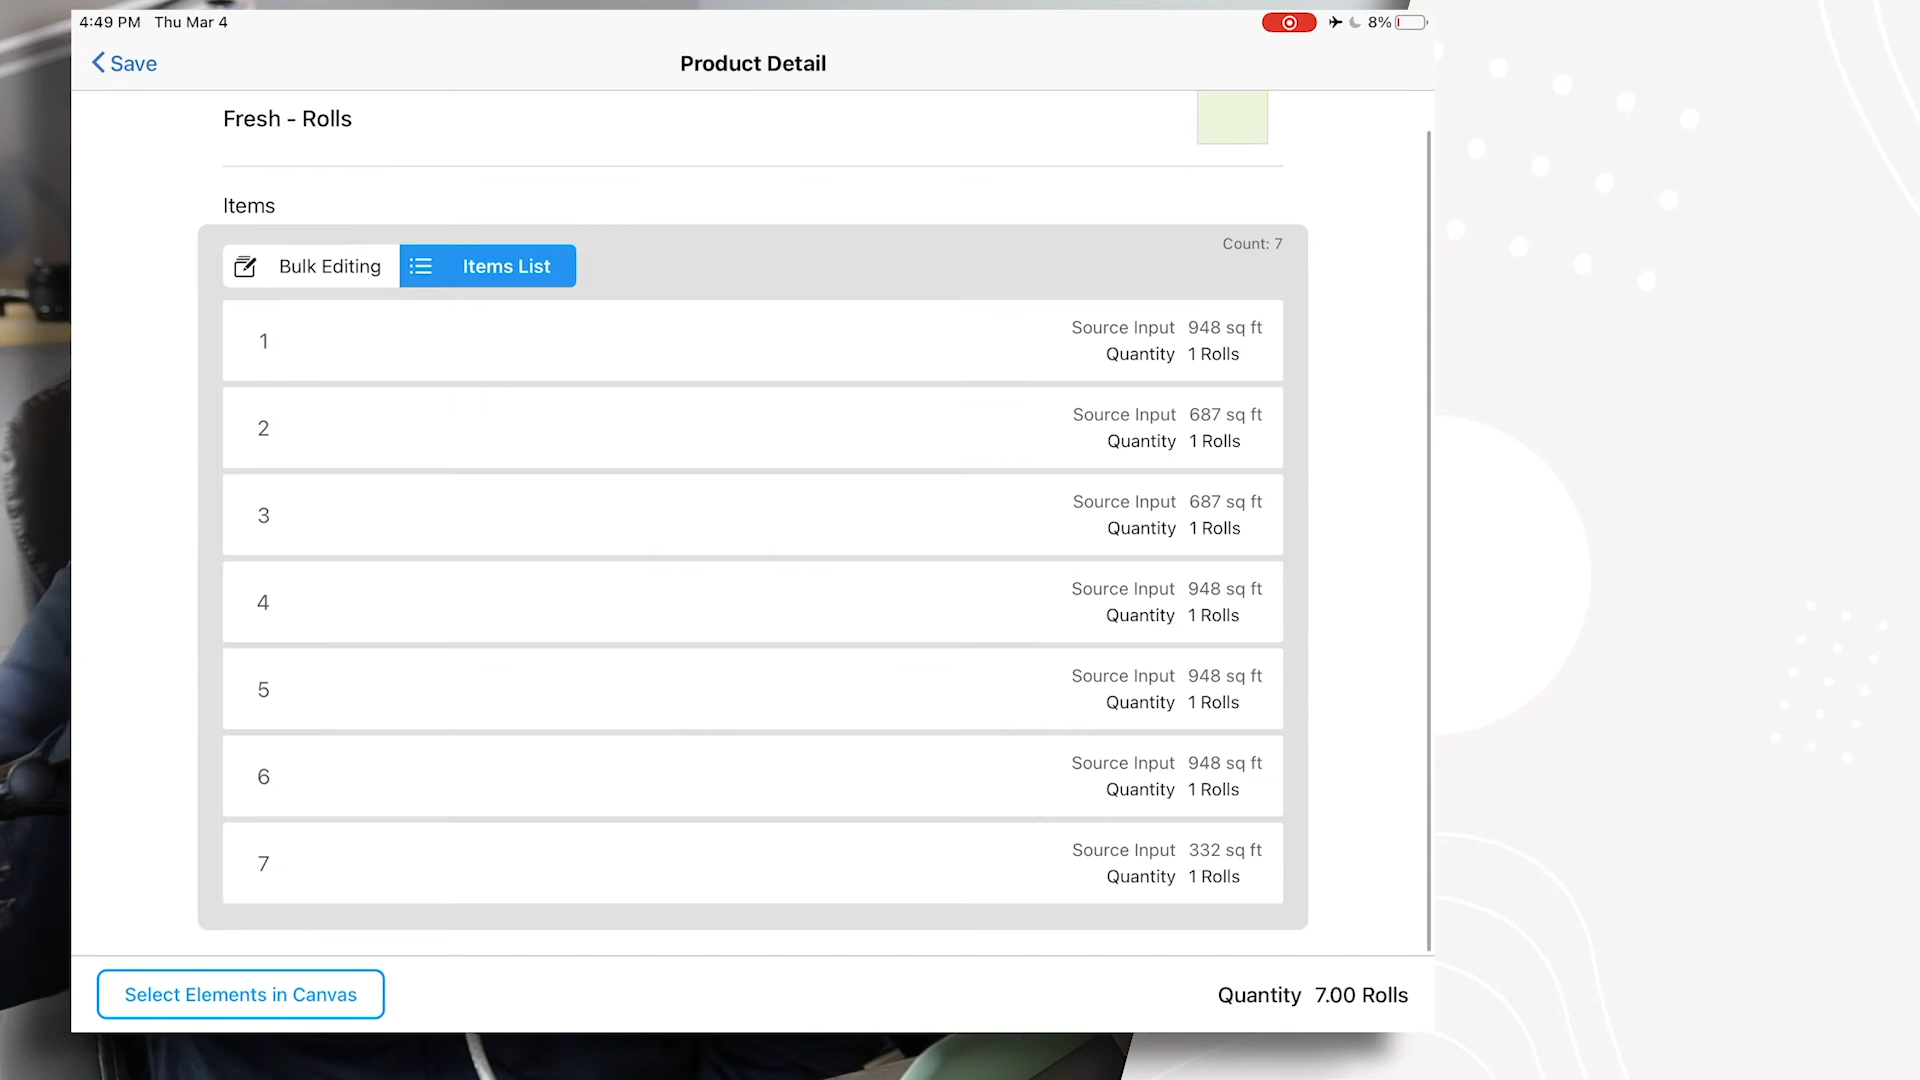 4:49 PM Thu Mar 4 8%
Save
Product Detail
Fresh - Rolls
Items
Count: 7
Bulk Editing
Items List
1
Source Input 948 sq ft
Quantity 1 Rolls
2
Source Input 687 sq ft
Quantity 1 Rolls
3
Source Input 687 sq ft
Quantity 1 Rolls
4
Source Input 948 sq ft
Quantity 1 Rolls
5
Source Input 948 sq ft
Quantity 1 Rolls
6
Source Input 948 sq ft
Quantity 1 Rolls
7
Source Input 332 sq ft
Quantity 1 Rolls
Select Elements in Canvas
Quantity 7.00 Rolls